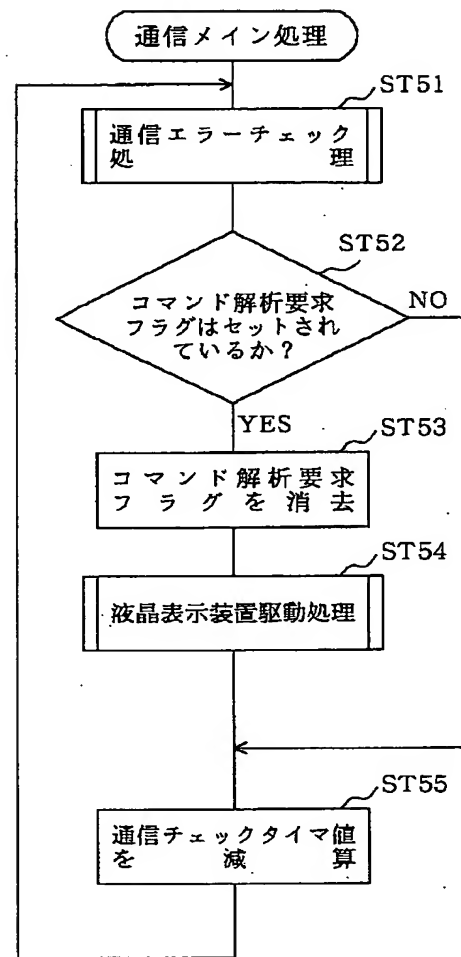 通信メイン処理
ST51
通信エラーチェック
処理
ST52
コマンド解析要求
フラグはセットされ
ているか？
NO
YES
ST53
コマンド解析要求
フラグを消去
ST54
液晶表示装置駆動処理
ST55
通信チェックタイマ値
を減算